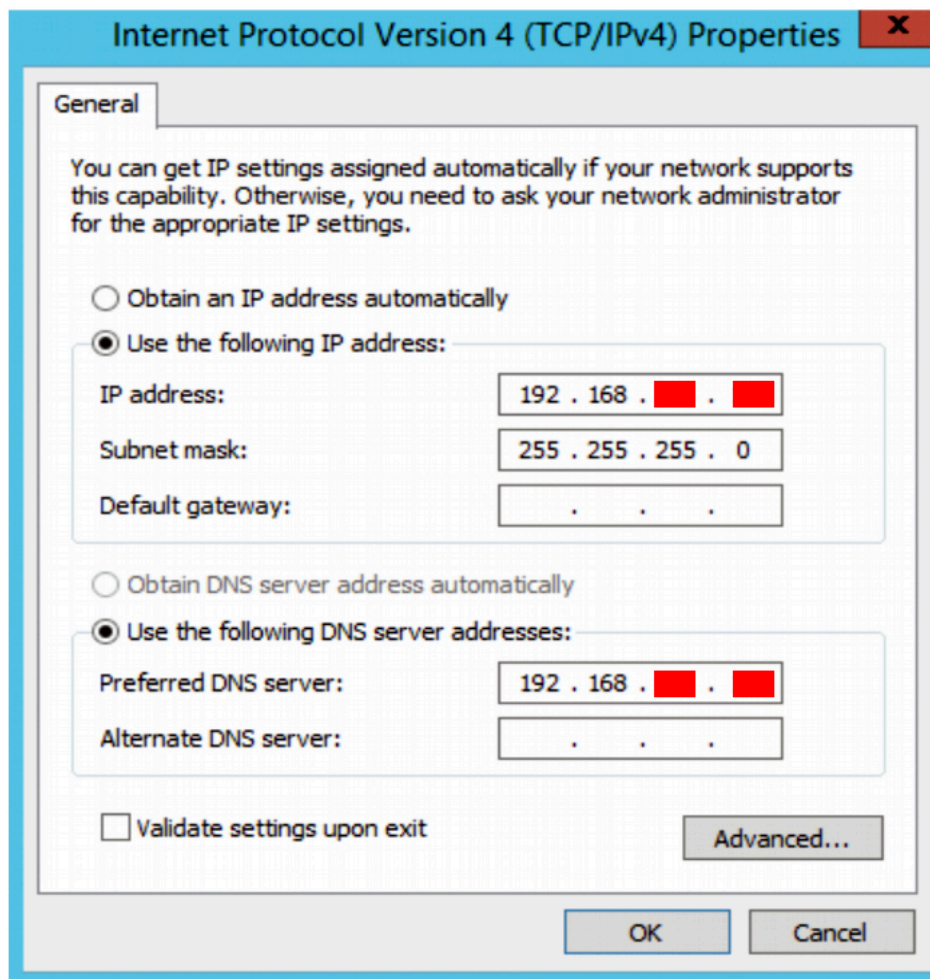 Internet Protocol Version 4 (TCP/IPv4) Properties
X
General
You can get IP settings assigned automatically if your network supports
this capability. Otherwise, you need to ask your network administrator
for the appropriate IP settings.
Obtain an IP address automatically
Use the following IP address:
IP address: 192 . 168 . .
Subnet mask: 255 . 255 . 255 . 0
Default gateway: . . .
Obtain DNS server address automatically
Use the following DNS server addresses:
Preferred DNS server: 192 . 168 . .
Alternate DNS server: . . .
Validate settings upon exit
Advanced...
OK Cancel